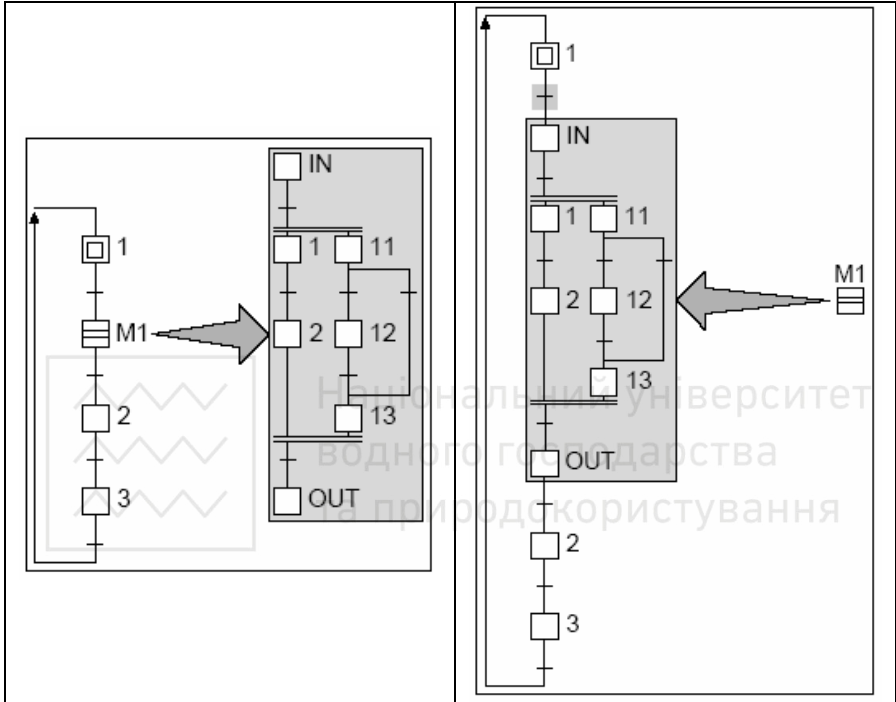 1
M1
2
3
IN
1 11
2 12
13
OUT
1
IN
1 11
2 12
13
OUT
2
3
M1
Національний університет
водного господарства
та природокористування